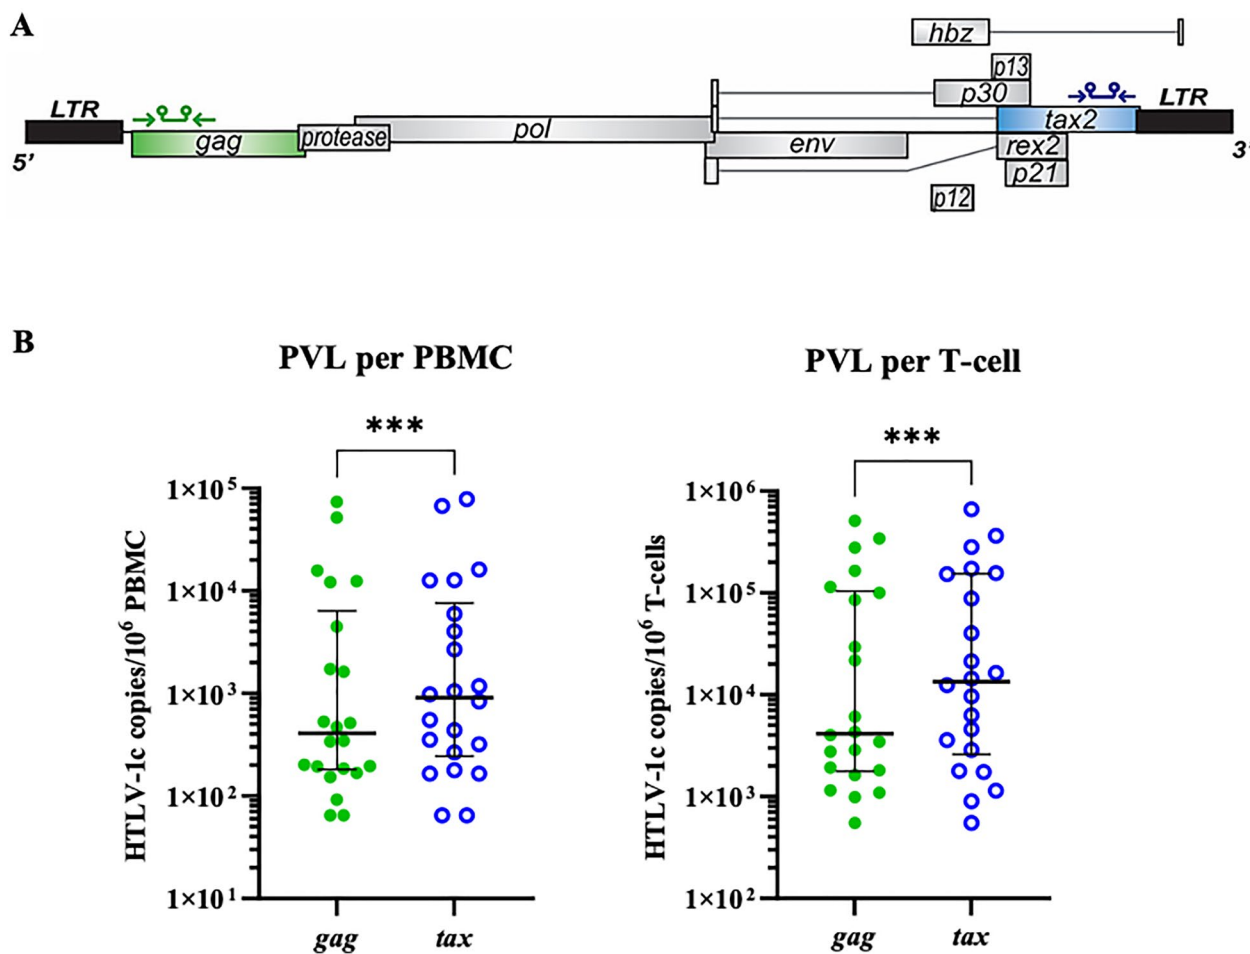 A
hbz
p13
p30
LTR
gag
protease
pol
env
tax2
LTR
rex2
p21
p12
5'
3'
B
PVL per PBMC
***
HTLV-1c copies/10⁶ PBMC
1×10⁵
1×10⁴
1×10³
1×10²
1×10¹
gag
tax
PVL per T-cell
***
HTLV-1c copies/10⁶ T-cells
1×10⁶
1×10⁵
1×10⁴
1×10³
1×10²
gag
tax